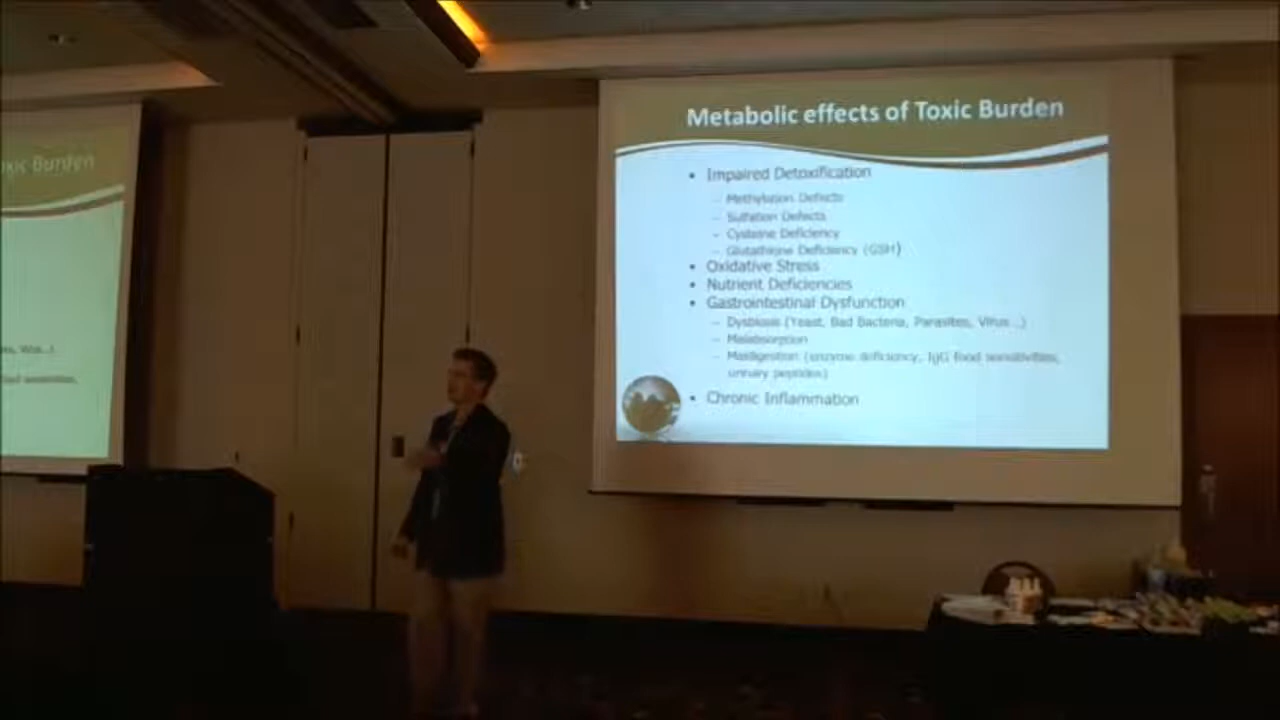 Metabolic effects of Toxic Burden
• Impaired Detoxification
– Methylation Defects
– Sulfation Defects
– Cysteine Deficiency
– Glutathione Deficiency (GSH)
• Oxidative Stress
• Nutrient Deficiencies
• Gastrointestinal Dysfunction
– Dysbiosis (Yeast, Bad Bacteria, Parasites, Virus…)
– Malabsorption
– Maldigestion (enzyme deficiency, IgG food sensitivities,
urinary peptides)
• Chronic Inflammation
Burden